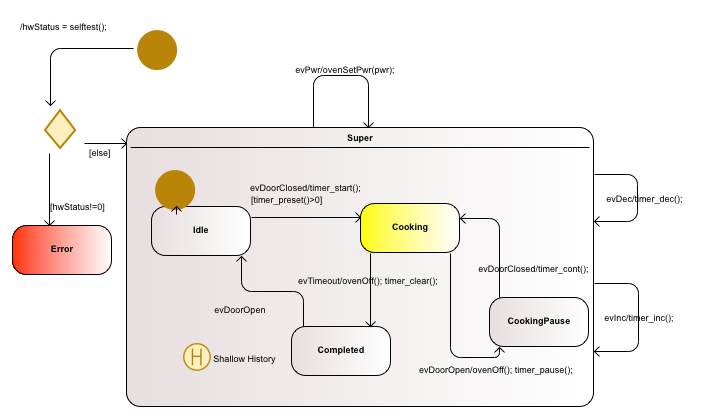 /hwStatus = selftest();
evPwr/ovenSetPwr(pwr);
Super
[else]
evDoorClosed/timer_start();
[timer_preset()>0]
evDec/timer_dec();
[hwStatus!=0]
Idle
Cooking
Error
evDoorClosed/timer_cont();
evTimeout/ovenOff(); timer_clear();
evDoorOpen
evInc/timer_inc();
CookingPause
Completed
H
Shallow History
evDoorOpen/ovenOff(); timer_pause();